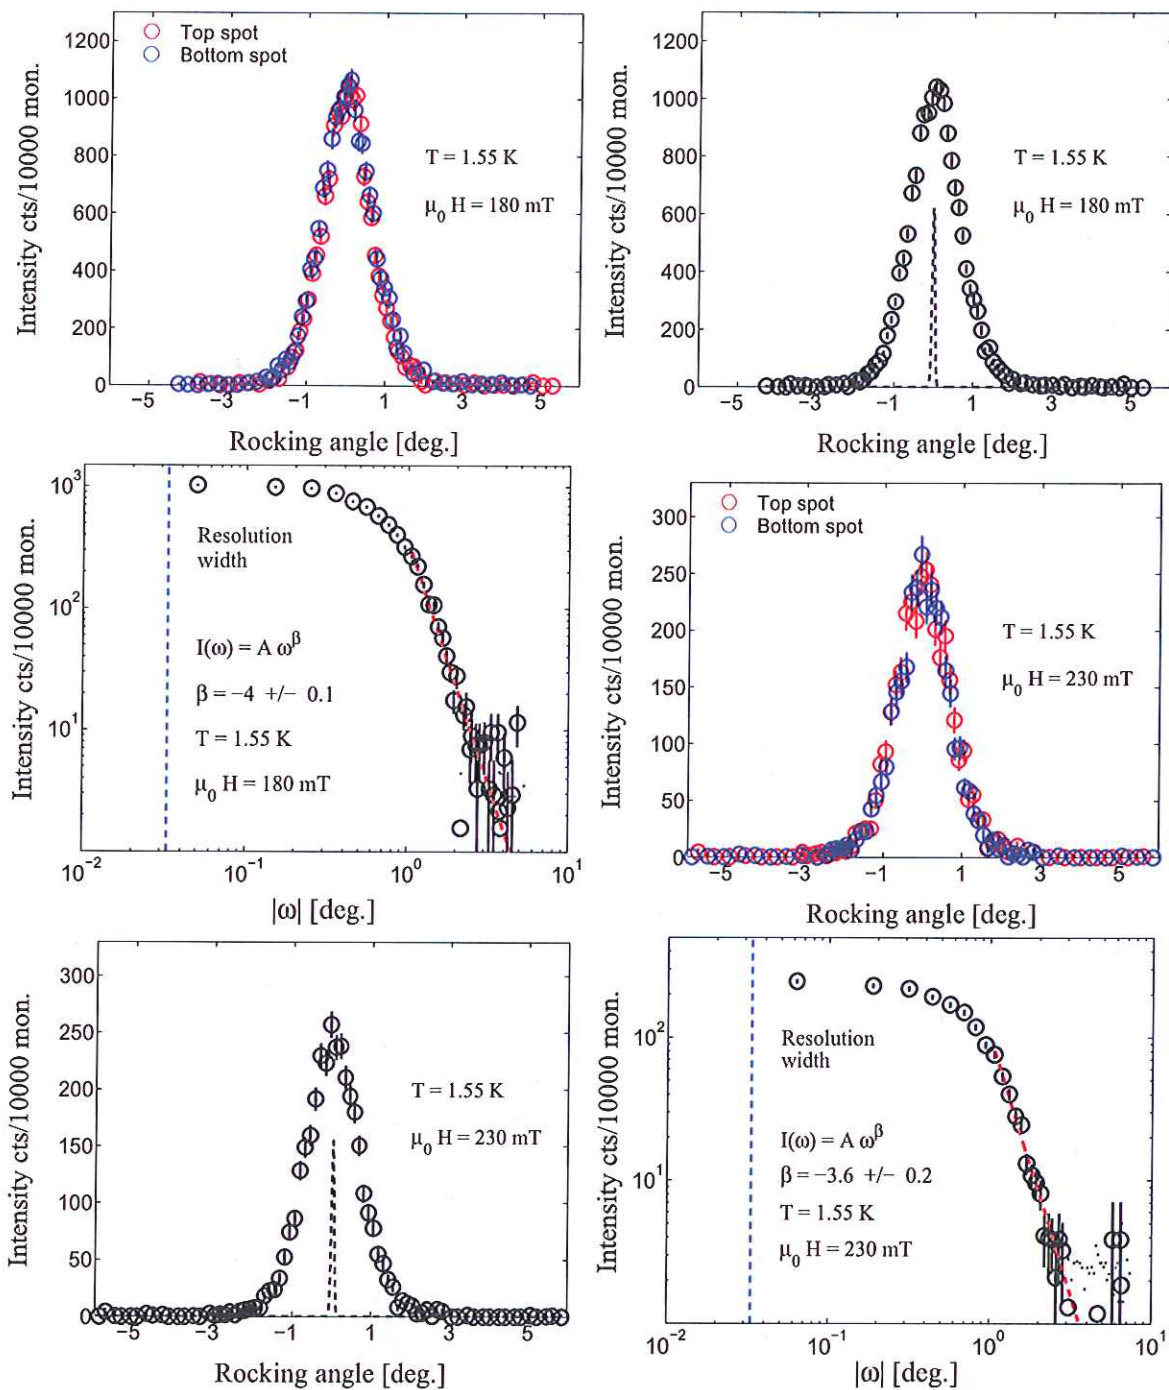 1200
1000
800
600
400
200
0
Intensity cts/10000 mon.
Top spot
Bottom spot
T = 1.55 K
μ0 H = 180 mT
−5 −3 −1 1 3 5
Rocking angle [deg.]
1200
1000
800
600
400
200
0
Intensity cts/10000 mon.
T = 1.55 K
μ0 H = 180 mT
−5 −3 −1 1 3 5
Rocking angle [deg.]
10^3
10^2
10^1
Intensity cts/10000 mon.
Resolution
width
I(ω) = A ω^β
β = −4 +/− 0.1
T = 1.55 K
μ0 H = 180 mT
10^−2 10^−1 10^0 10^1
|ω| [deg.]
300
250
200
150
100
50
0
Intensity cts/10000 mon.
Top spot
Bottom spot
T = 1.55 K
μ0 H = 230 mT
−5 −3 −1 1 3 5
Rocking angle [deg.]
300
250
200
150
100
50
0
Intensity cts/10000 mon.
T = 1.55 K
μ0 H = 230 mT
−5 −3 −1 1 3 5
Rocking angle [deg.]
10^2
10^1
Intensity cts/10000 mon.
Resolution
width
I(ω) = A ω^β
β = −3.6 +/− 0.2
T = 1.55 K
μ0 H = 230 mT
10^−2 10^−1 10^0 10^1
|ω| [deg.]